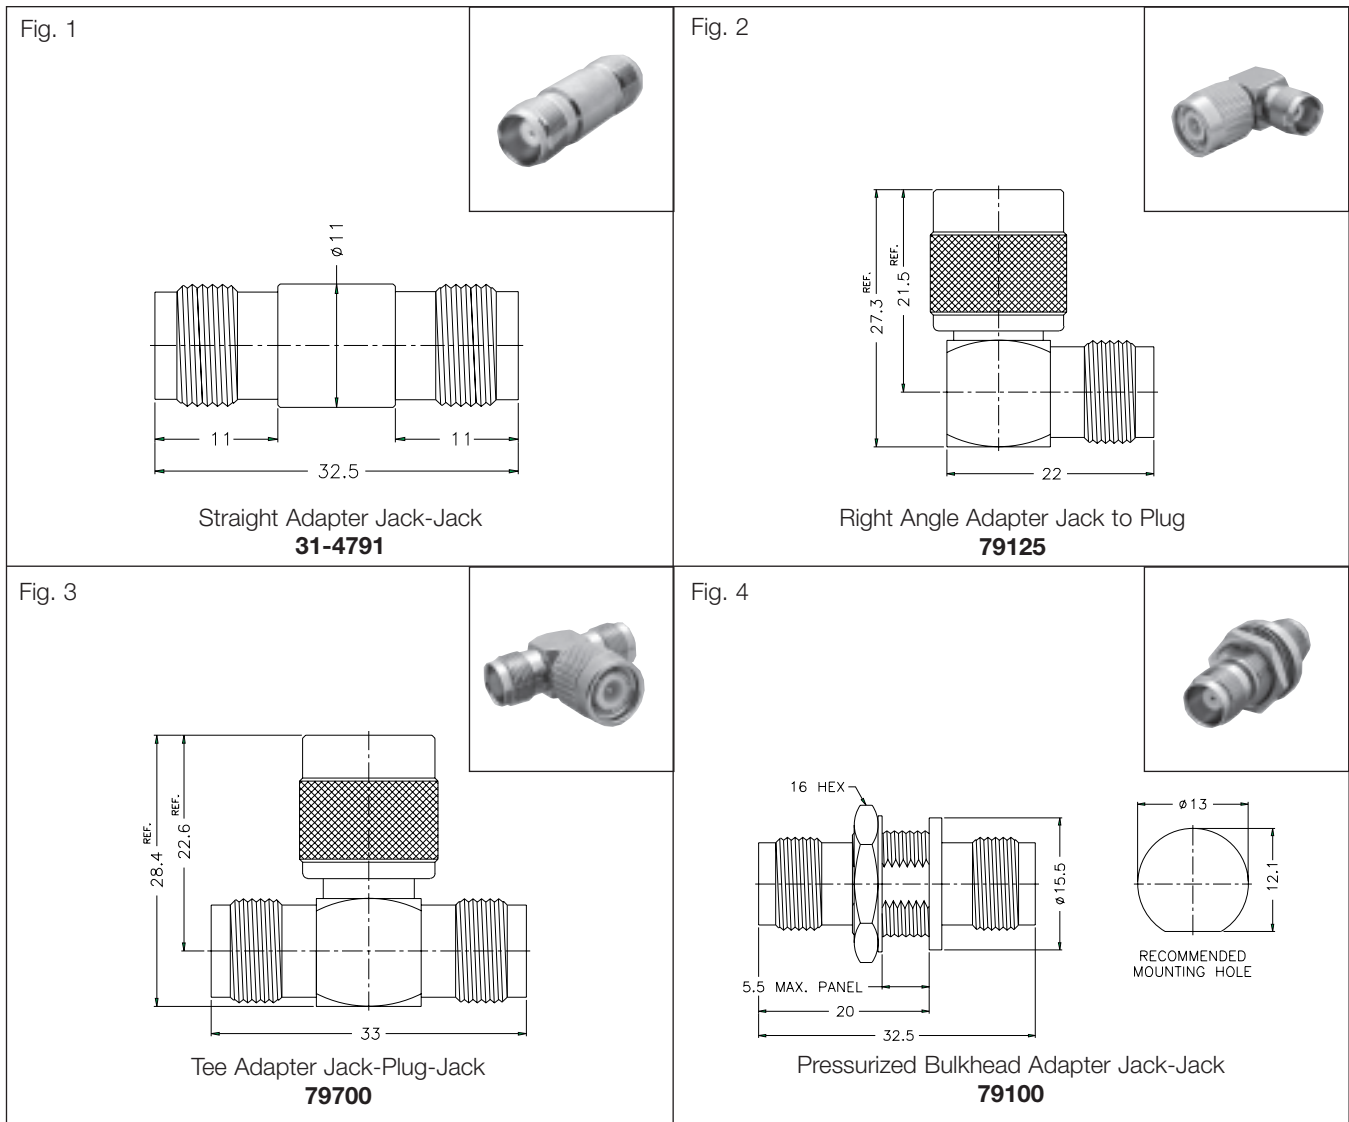 Fig. 1
ø11
11
11
32.5
Straight Adapter Jack-Jack
31-4791
Fig. 2
27.3 REF.
21.5 REF.
22
Right Angle Adapter Jack to Plug
79125
Fig. 3
28.4 REF.
22.6 REF.
33
Tee Adapter Jack-Plug-Jack
79700
Fig. 4
16 HEX
ø15.5
5.5 MAX. PANEL
20
32.5
ø13
12.1
RECOMMENDED
MOUNTING HOLE
Pressurized Bulkhead Adapter Jack-Jack
79100